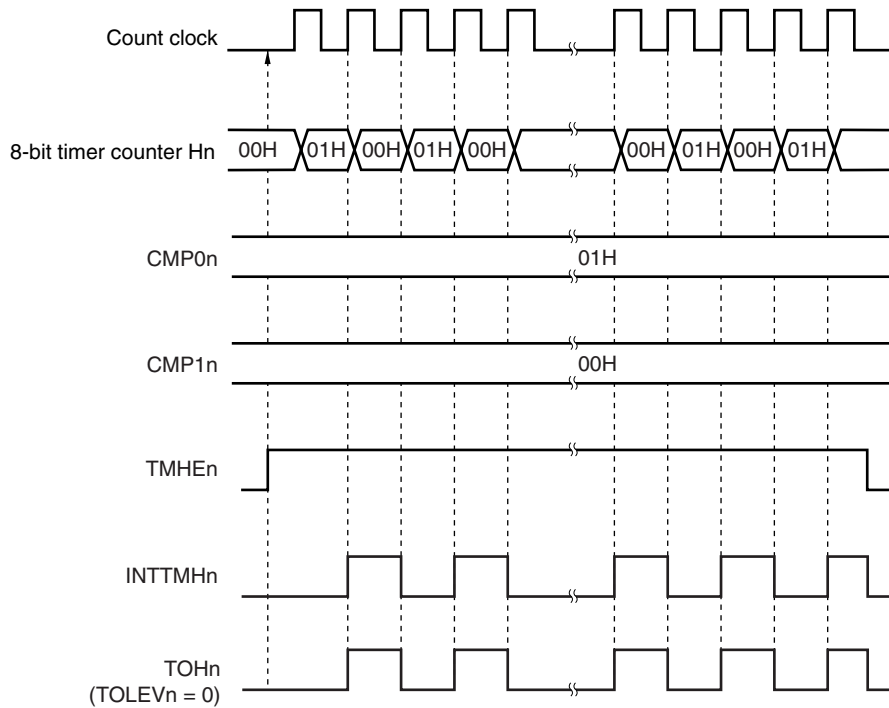 Count clock
8-bit timer counter Hn 00H 01H 00H 01H 00H 00H 01H 00H 01H
CMP0n 01H
CMP1n 00H
TMHEn
INTTMHn
TOHn
(TOLEVn = 0)